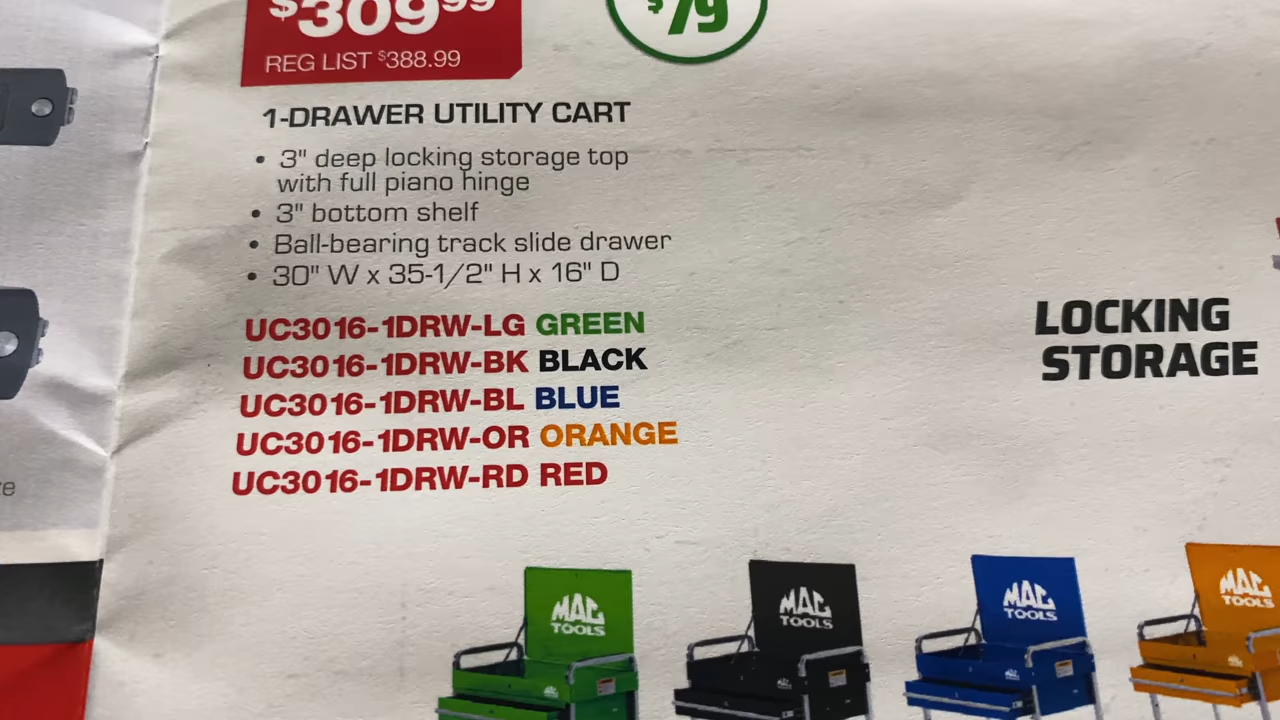 $309.99
REG LIST $388.99
$79
1-DRAWER UTILITY CART
• 3" deep locking storage top
with full piano hinge
• 3" bottom shelf
• Ball-bearing track slide drawer
• 30" W x 35-1/2" H x 16" D
UC3016-1DRW-LG GREEN
UC3016-1DRW-BK BLACK
UC3016-1DRW-BL BLUE
UC3016-1DRW-OR ORANGE
UC3016-1DRW-RD RED
LOCKING
STORAGE
MAC
TOOLS
MAC
TOOLS
MAC
TOOLS
MAC
TOOLS